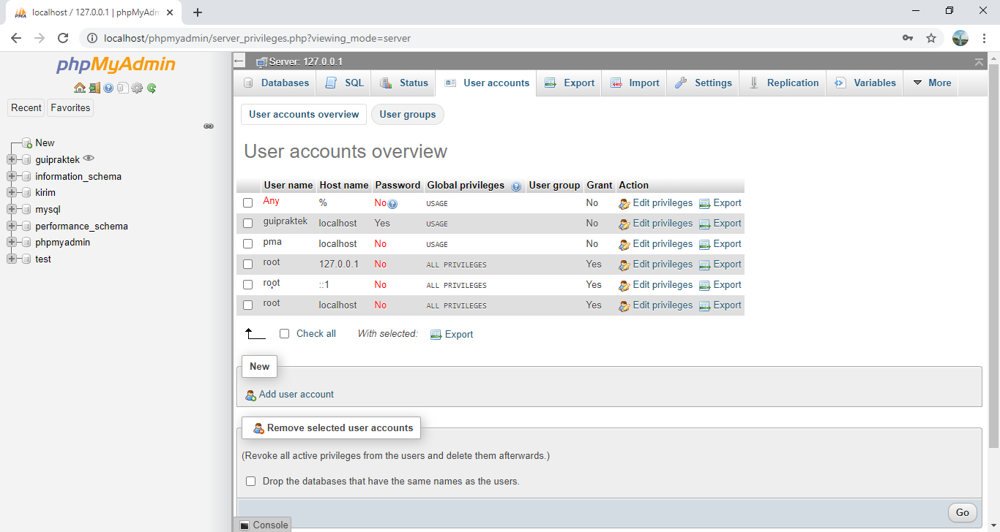 localhost / 127.0.0.1 | phpMyAdm
localhost/phpmyadmin/server_privileges.php?viewing_mode=server
phpMyAdmin
Recent Favorites
New
guipraktek
information_schema
kirim
mysql
performance_schema
phpmyadmin
test
Server: 127.0.0.1
Databases SQL Status User accounts Export Import Settings Replication Variables More
User accounts overview User groups
User accounts overview
User name Host name Password Global privileges User group Grant Action
Any % No USAGE No Edit privileges Export
guipraktek localhost Yes USAGE No Edit privileges Export
pma localhost No USAGE No Edit privileges Export
root 127.0.0.1 No ALL PRIVILEGES Yes Edit privileges Export
root ::1 No ALL PRIVILEGES Yes Edit privileges Export
root localhost No ALL PRIVILEGES Yes Edit privileges Export
Check all With selected: Export
New
Add user account
Remove selected user accounts
(Revoke all active privileges from the users and delete them afterwards.)
Drop the databases that have the same names as the users.
Go
Console